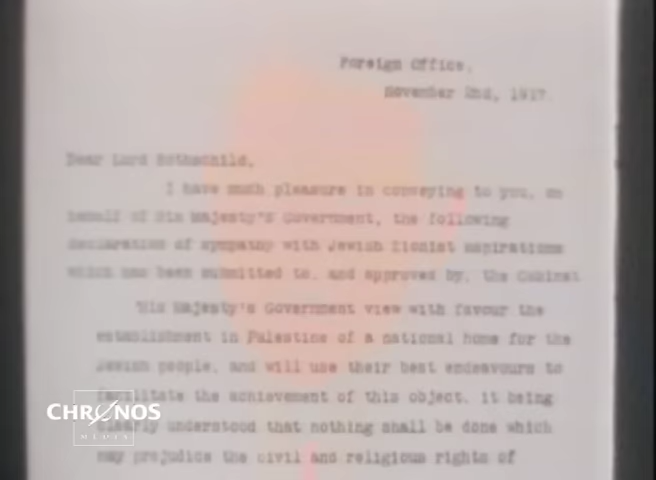 Foreign Office,
November 2nd, 1917.
Dear Lord Rothschild,
I have much pleasure in conveying to you, on
behalf of His Majesty's Government, the following
declaration of sympathy with Jewish Zionist aspirations
which has been submitted to, and approved by, the Cabinet
His Majesty's Government view with favour the
establishment in Palestine of a national home for the
Jewish people, and will use their best endeavours to
facilitate the achievement of this object, it being
clearly understood that nothing shall be done which
may prejudice the civil and religious rights of
CHRONOS
MEDIA